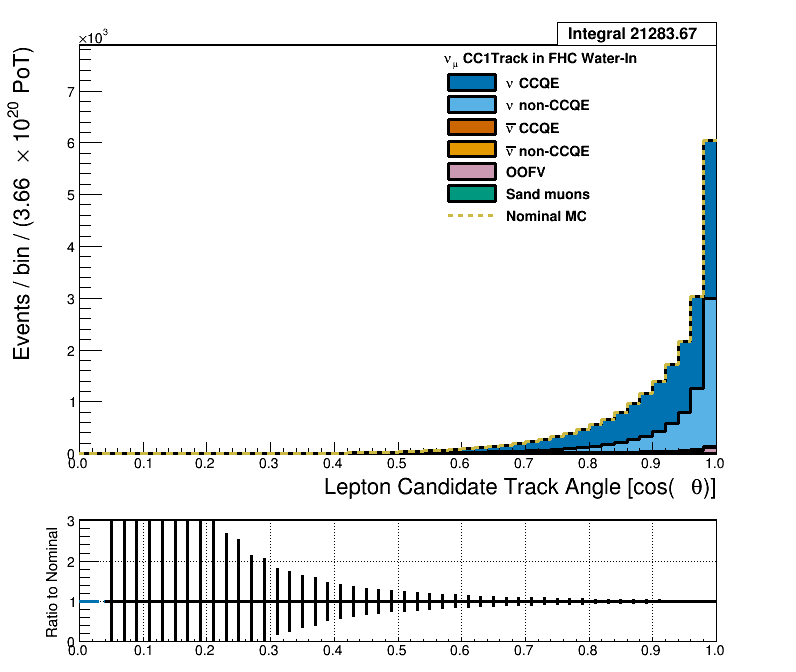 Integral 21283.67
×10³
ν_μ CC1Track in FHC Water-In
ν CCQE
ν non-CCQE
ν̅ CCQE
ν̅ non-CCQE
OOFV
Sand muons
Nominal MC
Events / bin / (3.66 × 10²⁰ PoT)
7
6
5
4
3
2
1
0
0.0 0.1 0.2 0.3 0.4 0.5 0.6 0.7 0.8 0.9 1.0
Lepton Candidate Track Angle [cos( θ)]
Ratio to Nominal
3
2
1
0
0.0 0.1 0.2 0.3 0.4 0.5 0.6 0.7 0.8 0.9 1.0